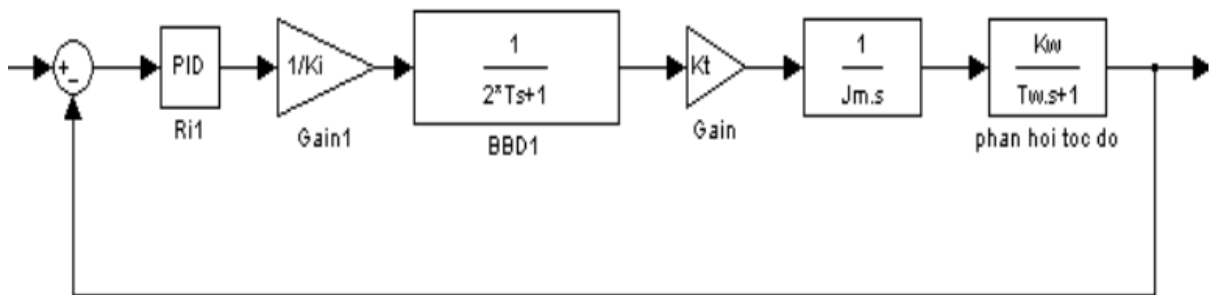 +
-
PID
Ri1
1/Ki
Gain1
1
2*Ts+1
BBD1
Kt
Gain
1
Jm.s
Kw
Tw.s+1
phan hoi toc do